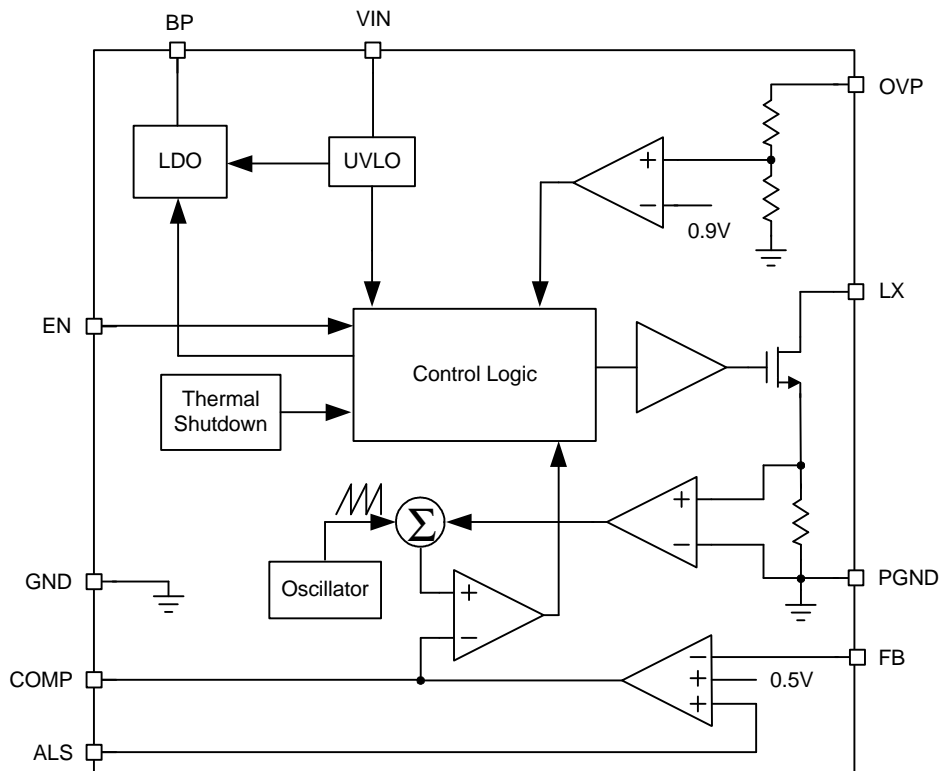 BP
VIN
OVP
LDO
UVLO
+
−
0.9V
LX
EN
Control Logic
Thermal
Shutdown
Σ
+
−
Oscillator
+
−
GND
PGND
COMP
−
FB
+
0.5V
+
ALS